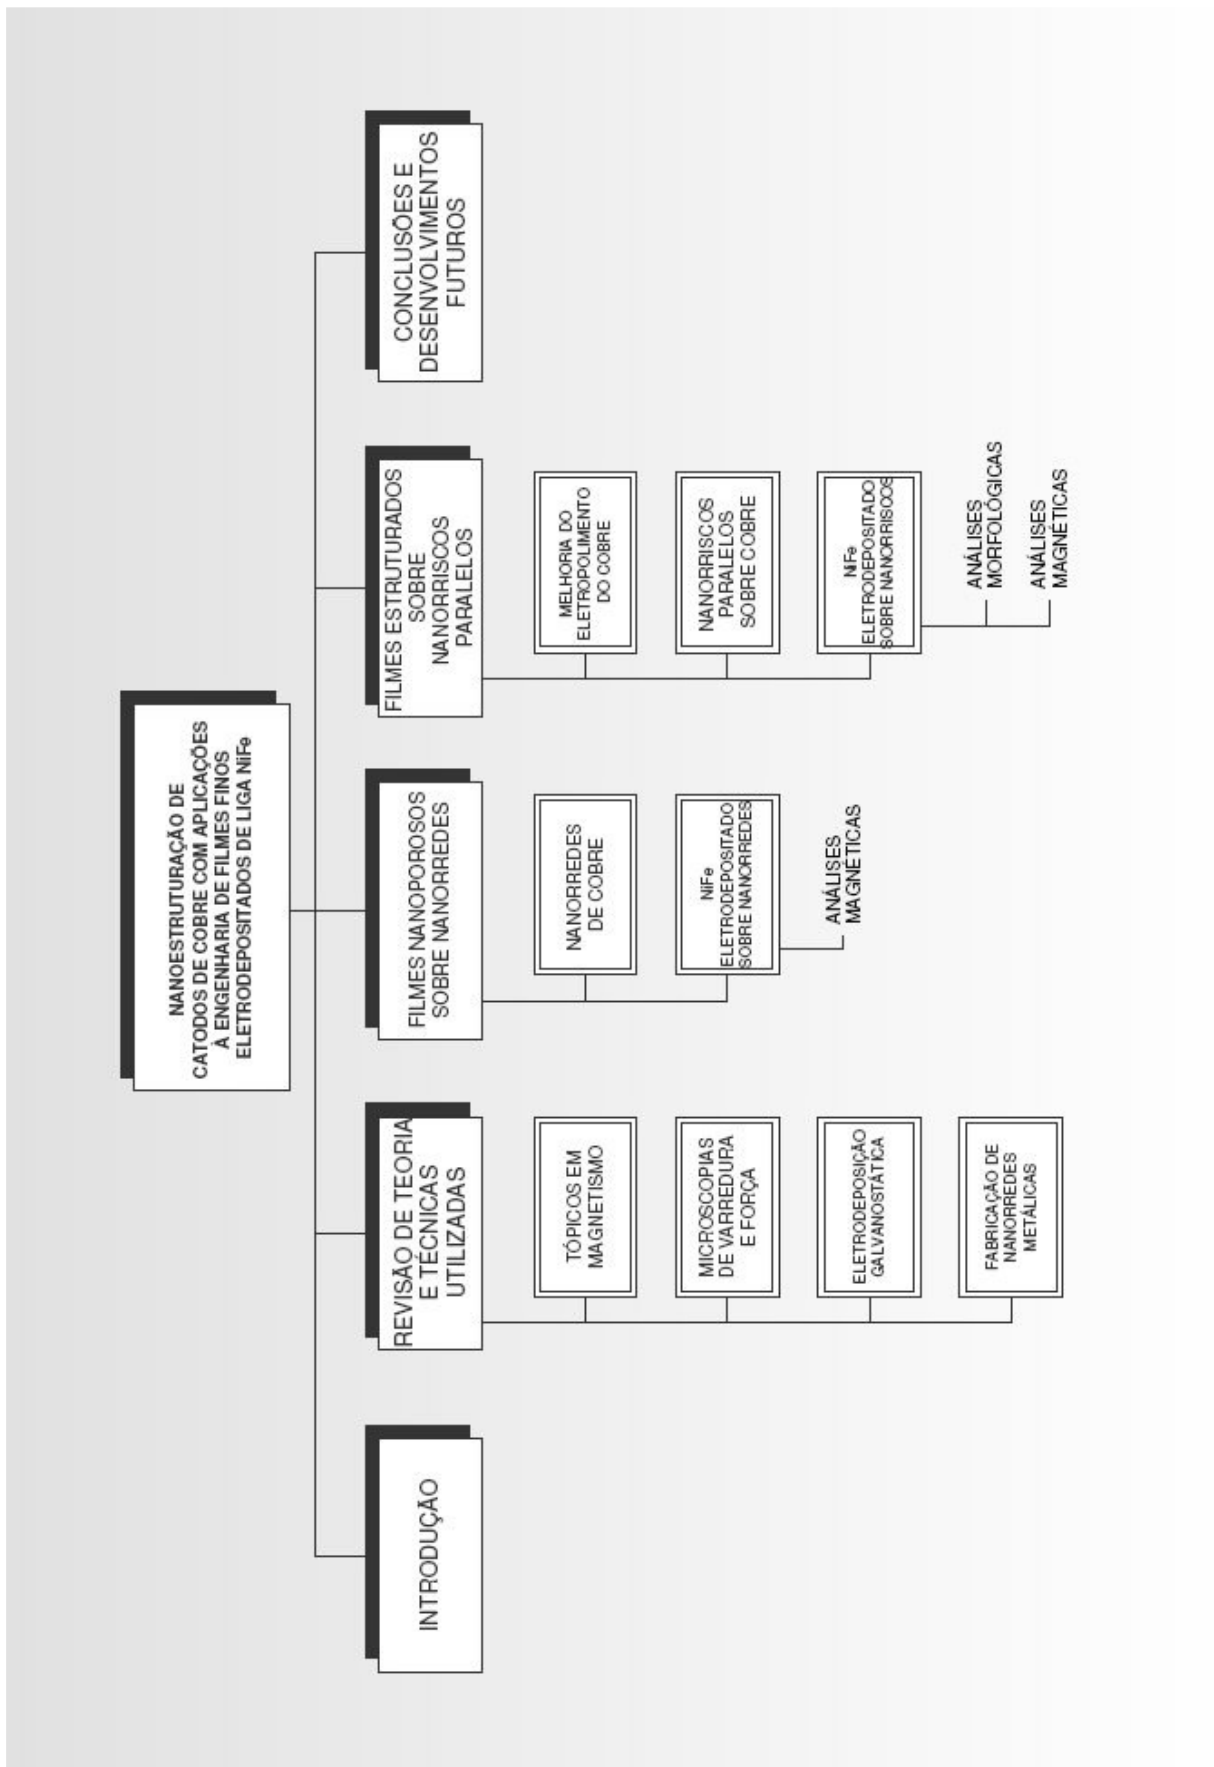 NANOESTRUTURAÇÃO DE
CATODOS DE COBRE COM APLICAÇÕES
À ENGENHARIA DE FILMES FINOS
ELETRODEPOSITADOS DE LIGA NiFe
INTRODUÇÃO
REVISÃO DE TEORIA
E TÉCNICAS
UTILIZADAS
TÓPICOS EM
MAGNETISMO
MICROSCOPIAS
DE VARREDURA
E FORÇA
ELETRODEPOSIÇÃO
GALVANOSTÁTICA
FABRICAÇÃO DE
NANORREDES
METÁLICAS
FILMES NANOPOROSOS
SOBRE NANORREDES
NANORREDES
DE COBRE
NiFe
ELETRODEPOSITADO
SOBRE NANORREDES
ANÁLISES
MAGNÉTICAS
FILMES ESTRUTURADOS
SOBRE
NANORRISCOS
PARALELOS
MELHORIA DO
ELETROPOLIMENTO
DO COBRE
NANORRISCOS
PARALELOS
SOBRE COBRE
NiFe
ELETRODEPOSITADO
SOBRE NANORRISCOS
ANÁLISES
MORFOLÓGICAS
ANÁLISES
MAGNÉTICAS
CONCLUSÕES E
DESENVOLVIMENTOS
FUTUROS